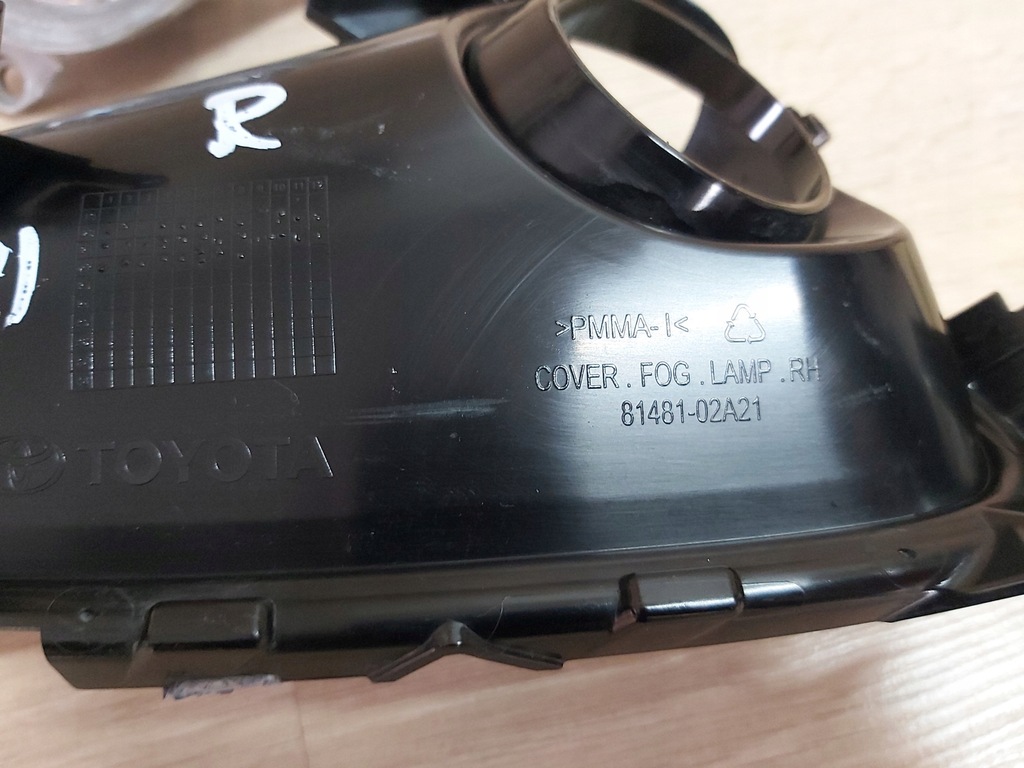 R
>PMMA-I<
COVER . FOG . LAMP . RH
81481-02A21
TOYOTA